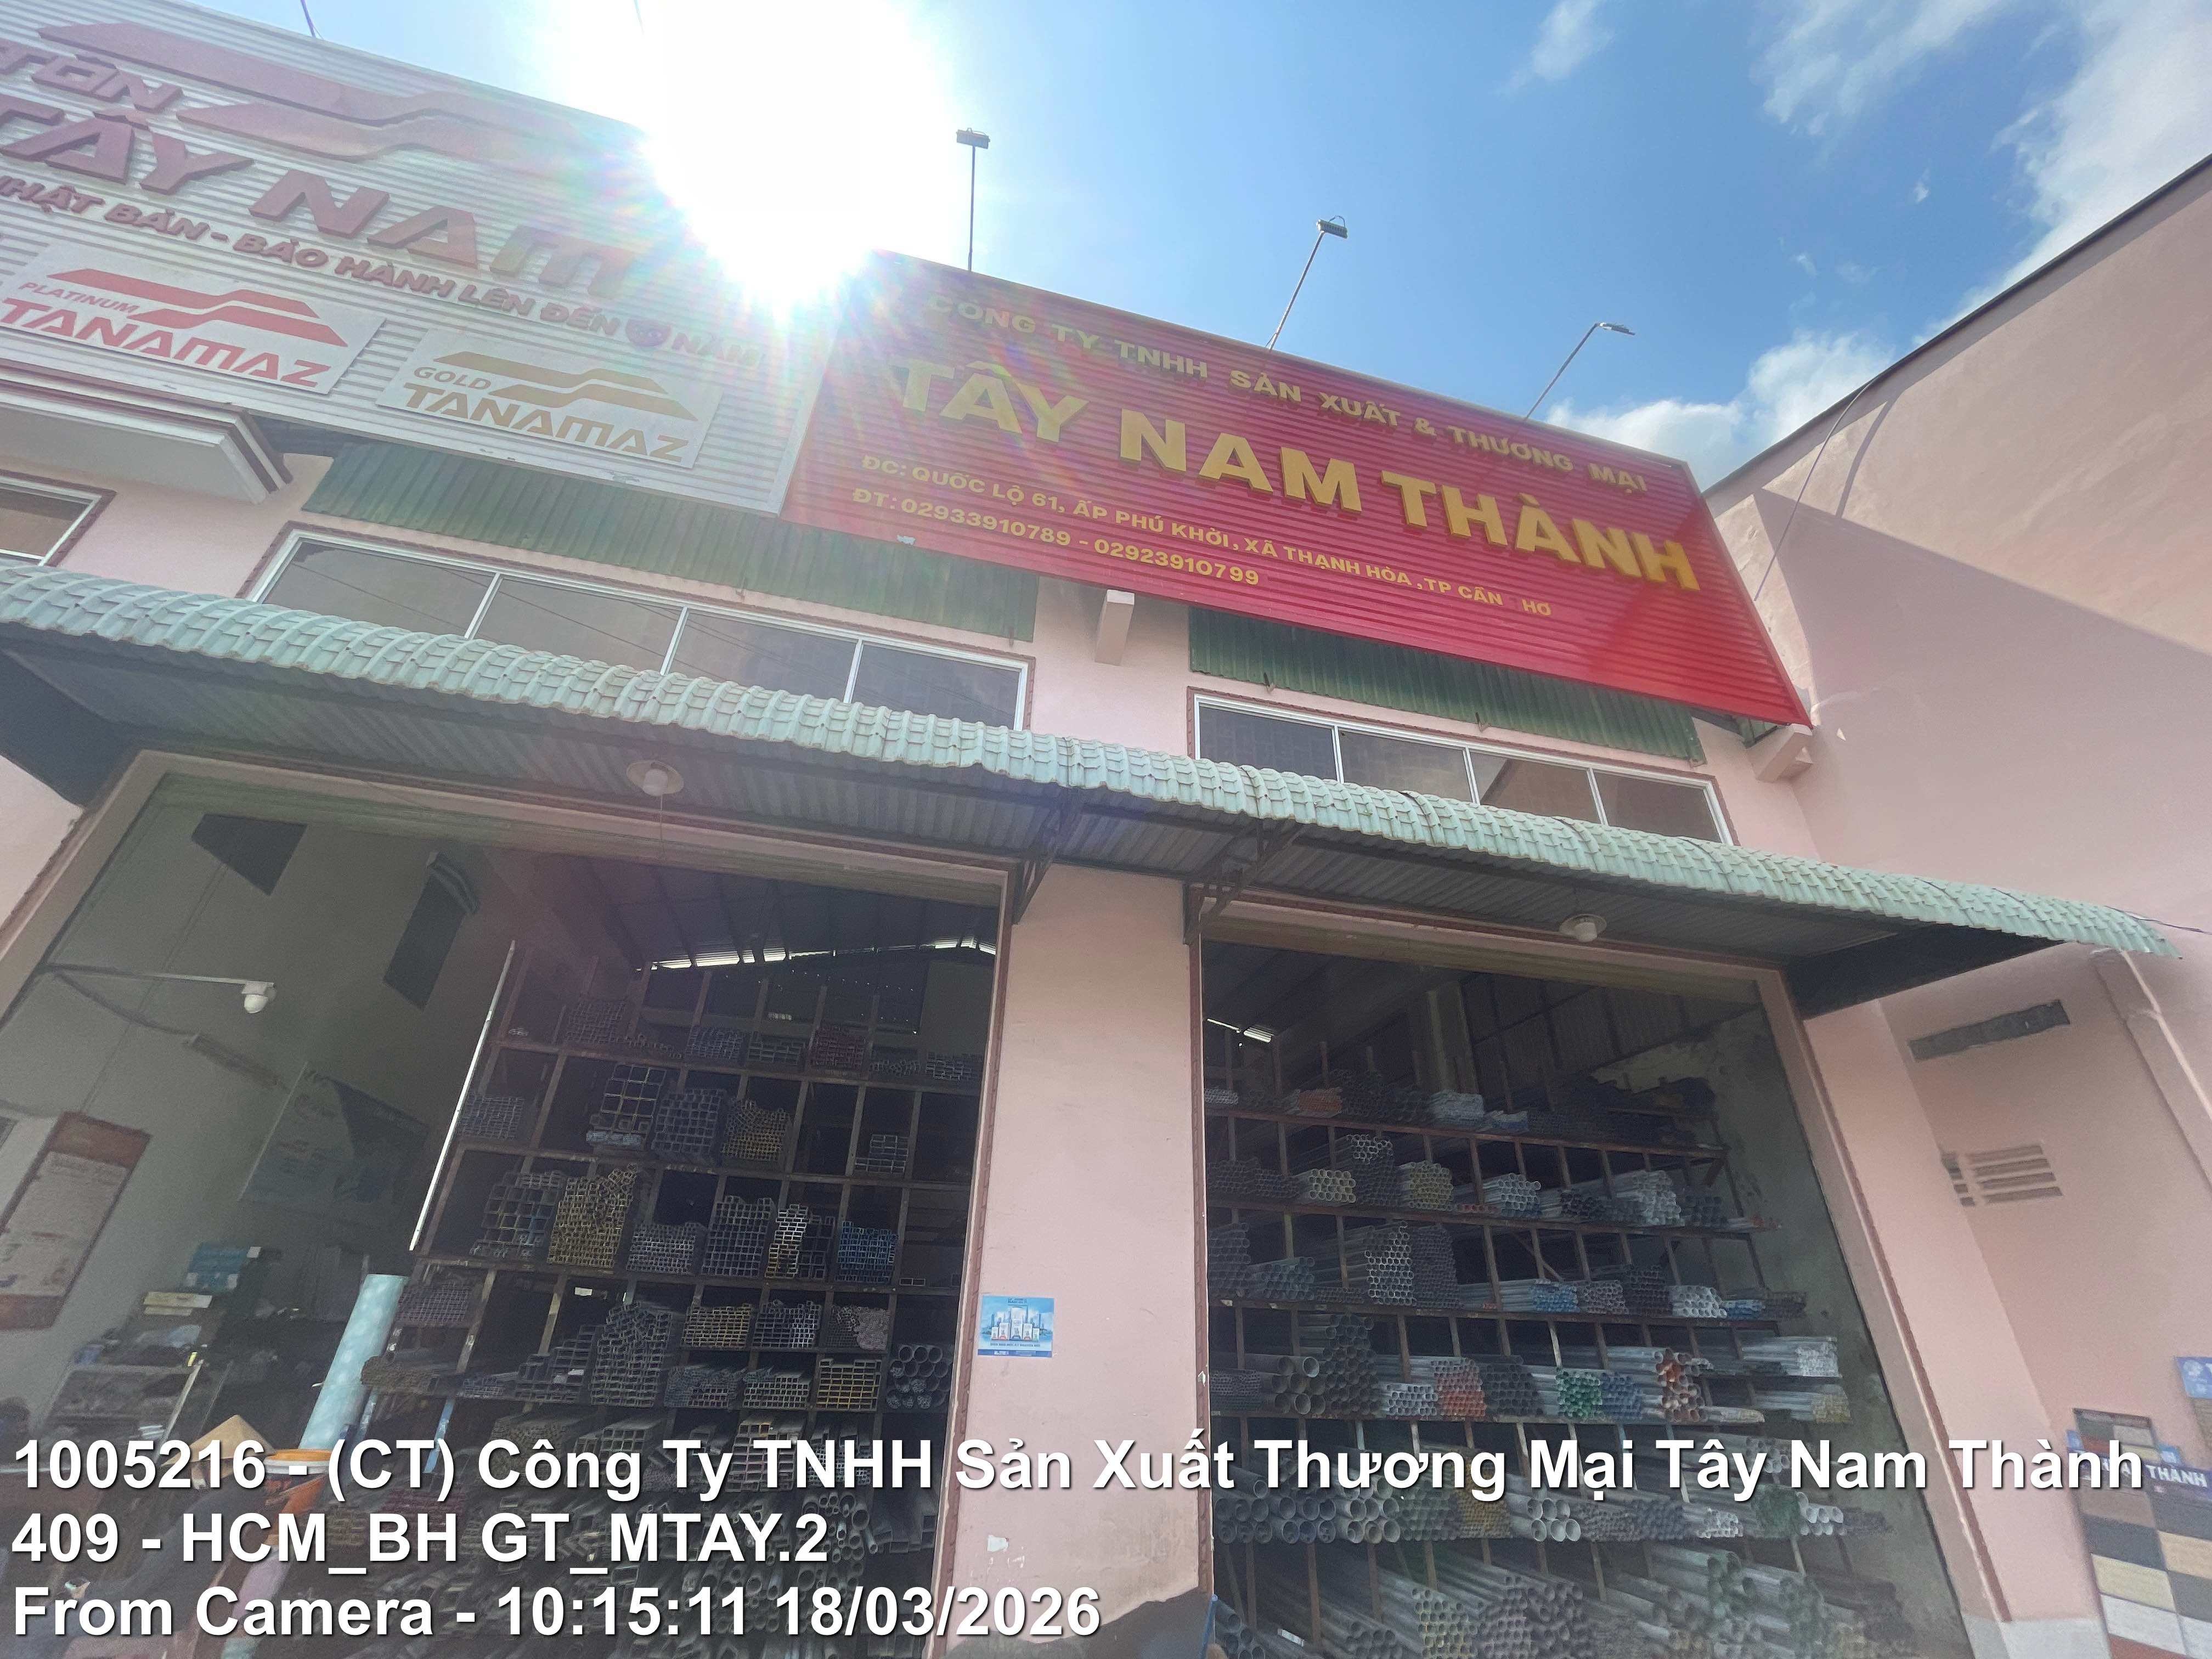 TÔN
TÂY NAM
NHẬT BẢN - BẢO HÀNH LÊN ĐẾN NĂM
PLATINUM
TANAMAZ
GOLD
TANAMAZ
CÔNG TY TNHH SẢN XUẤT & THƯƠNG MẠI
TÂY NAM THÀNH
ĐC: QUỐC LỘ 61, ẤP PHÚ KHỞI, XÃ THẠNH HÒA ,TP CẦN HƠ
ĐT: 02933910789 - 02923910799
THÀNH
1005216 - (CT) Công Ty TNHH Sản Xuất Thương Mại Tây Nam Thành
409 - HCM_BH GT_MTAY.2
From Camera - 10:15:11 18/03/2026